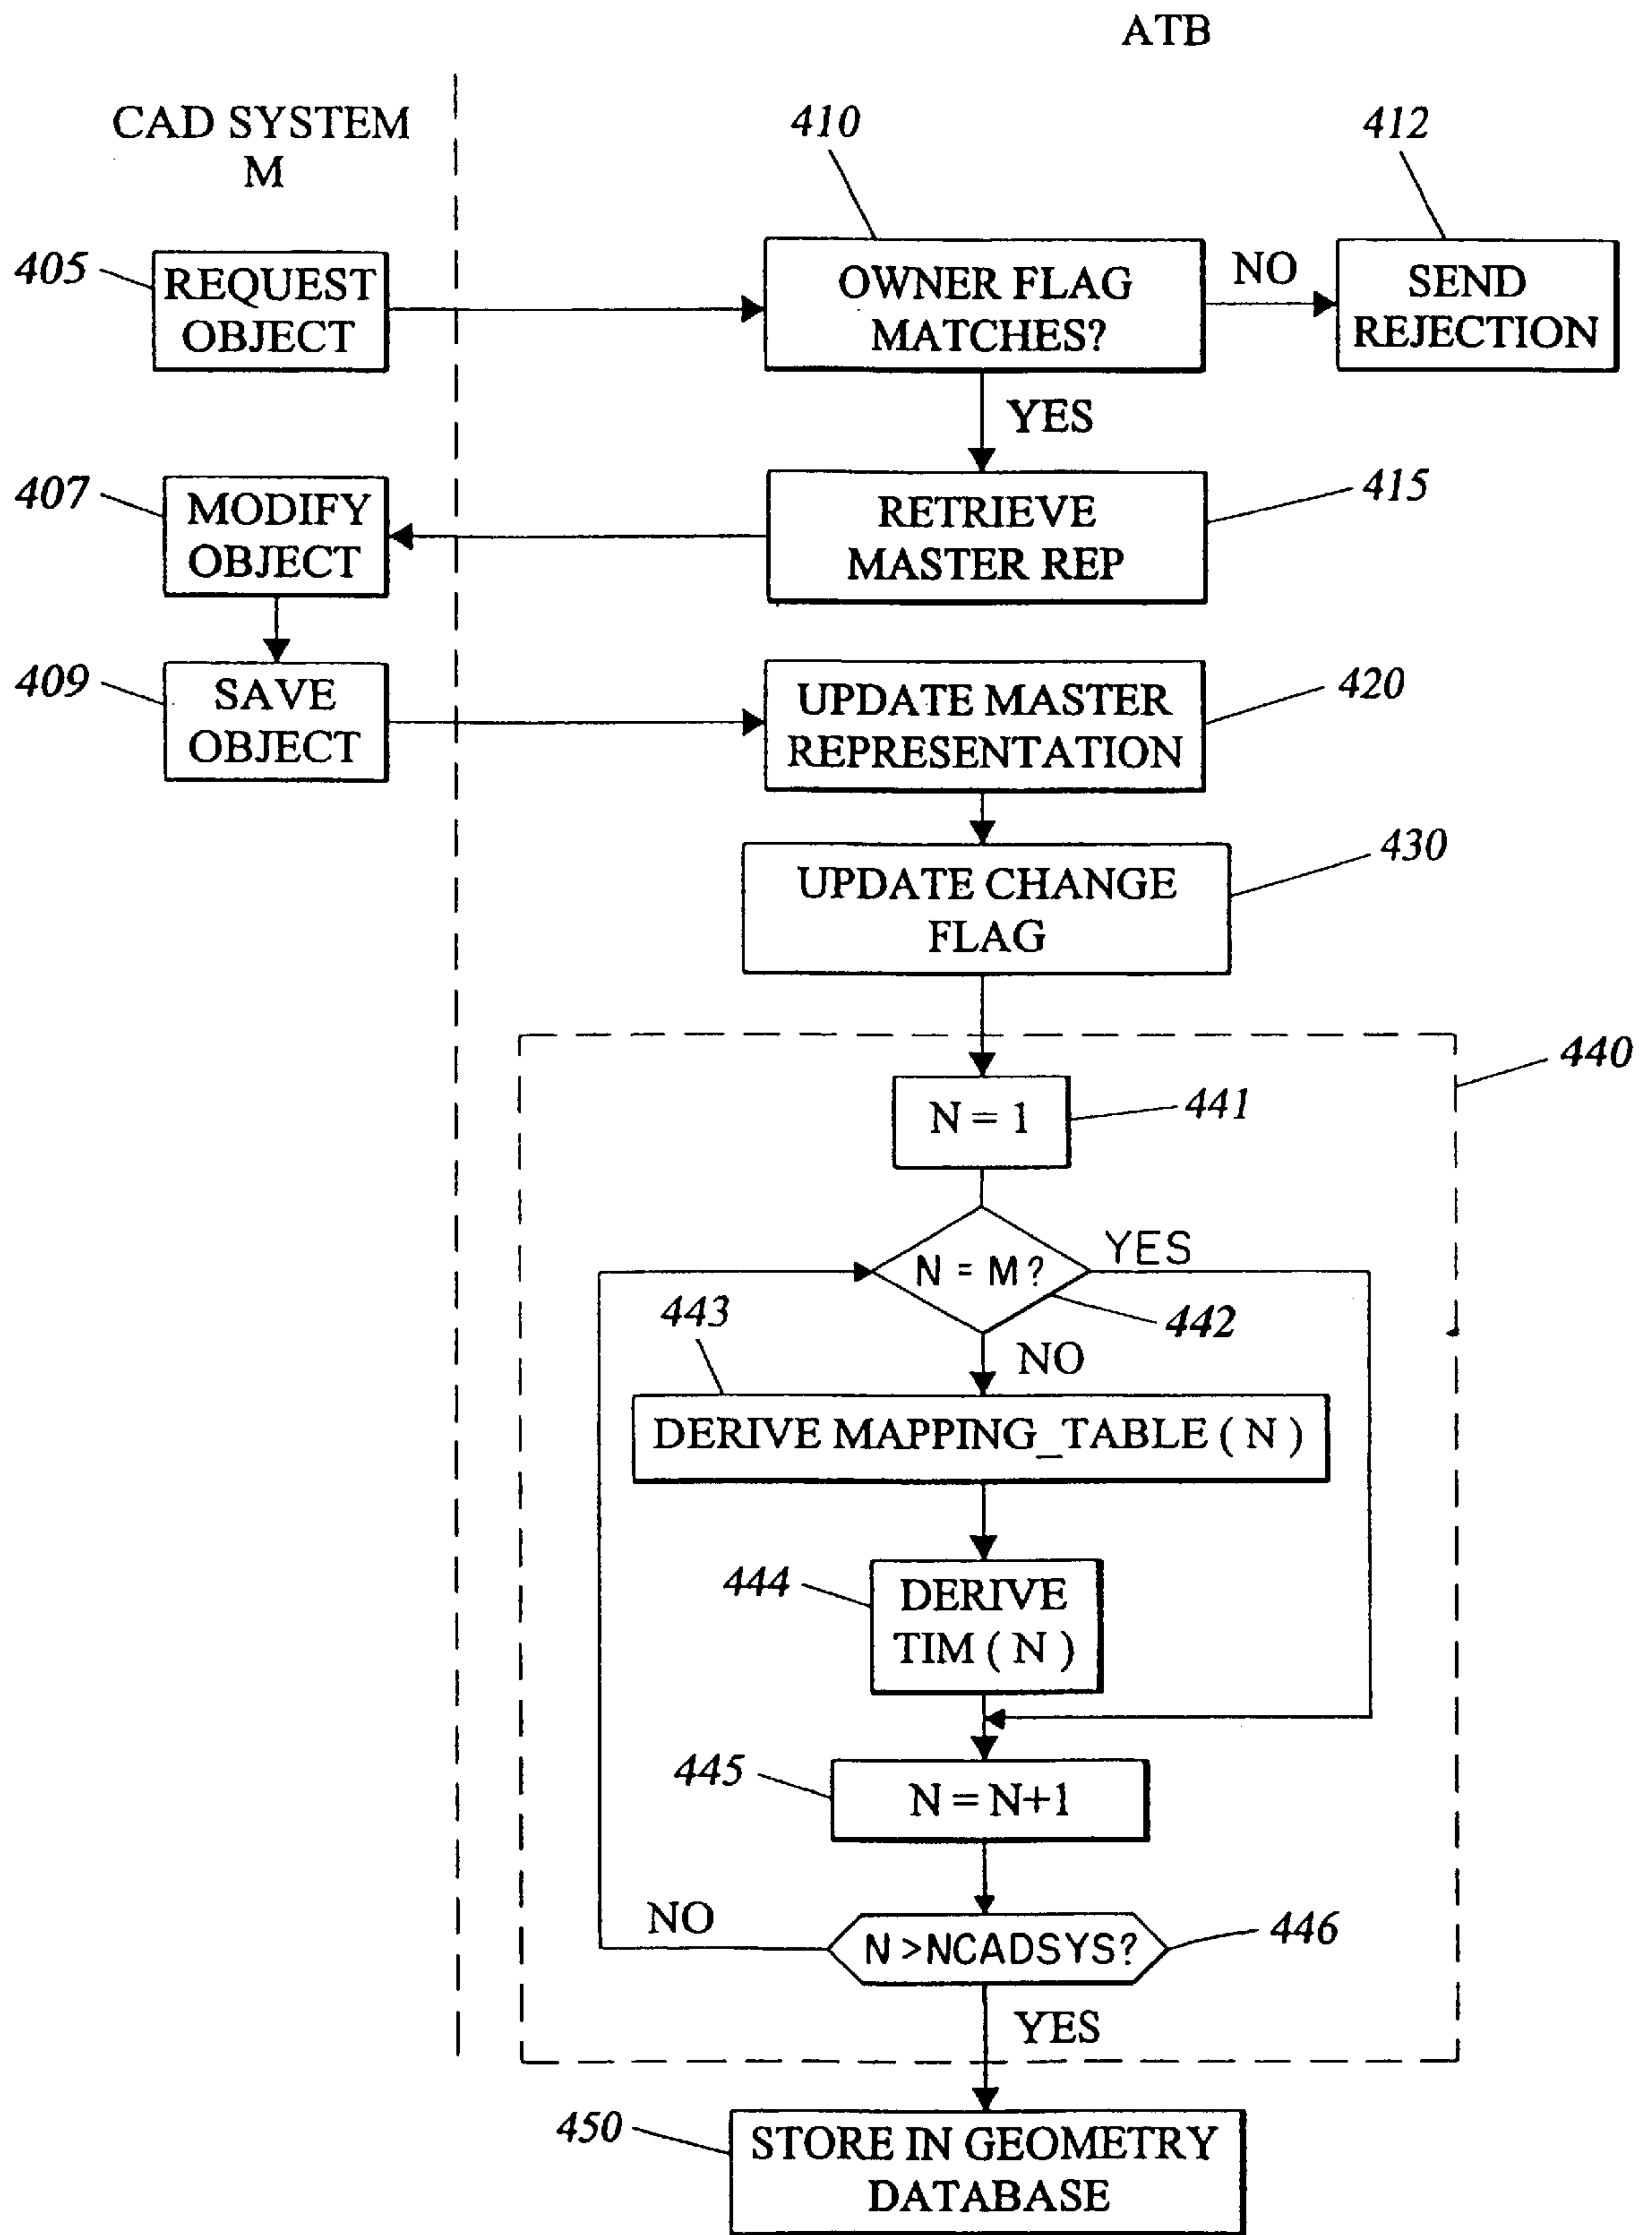 ATB
CAD SYSTEM
M
410
412
405
REQUEST
OBJECT
OWNER FLAG
MATCHES?
NO
SEND
REJECTION
YES
407
MODIFY
OBJECT
RETRIEVE
MASTER REP
415
409
SAVE
OBJECT
UPDATE MASTER
REPRESENTATION
420
UPDATE CHANGE
FLAG
430
440
N = 1
441
N = M?
YES
442
443
NO
DERIVE MAPPING_TABLE ( N )
444
DERIVE
TIM ( N )
445
N = N+1
NO
N >NCADSYS?
446
YES
450
STORE IN GEOMETRY
DATABASE